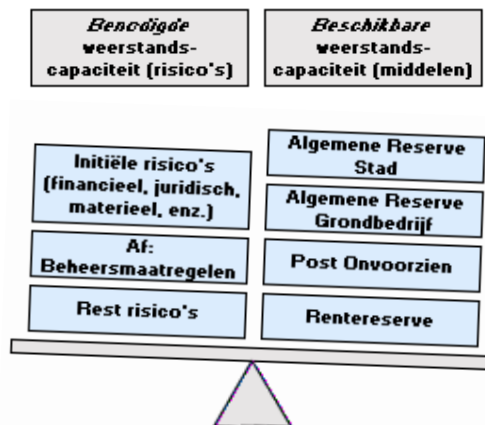 Benodigde
weerstands-
capaciteit (risico's)
Beschikbare
weerstands-
capaciteit (middelen)
Initiële risico's
(financieel, juridisch,
materieel, enz.)
Af:
Beheersmaatregelen
Rest risico's
Algemene Reserve
Stad
Algemene Reserve
Grondbedrijf
Post Onvoorzien
Rentereserve